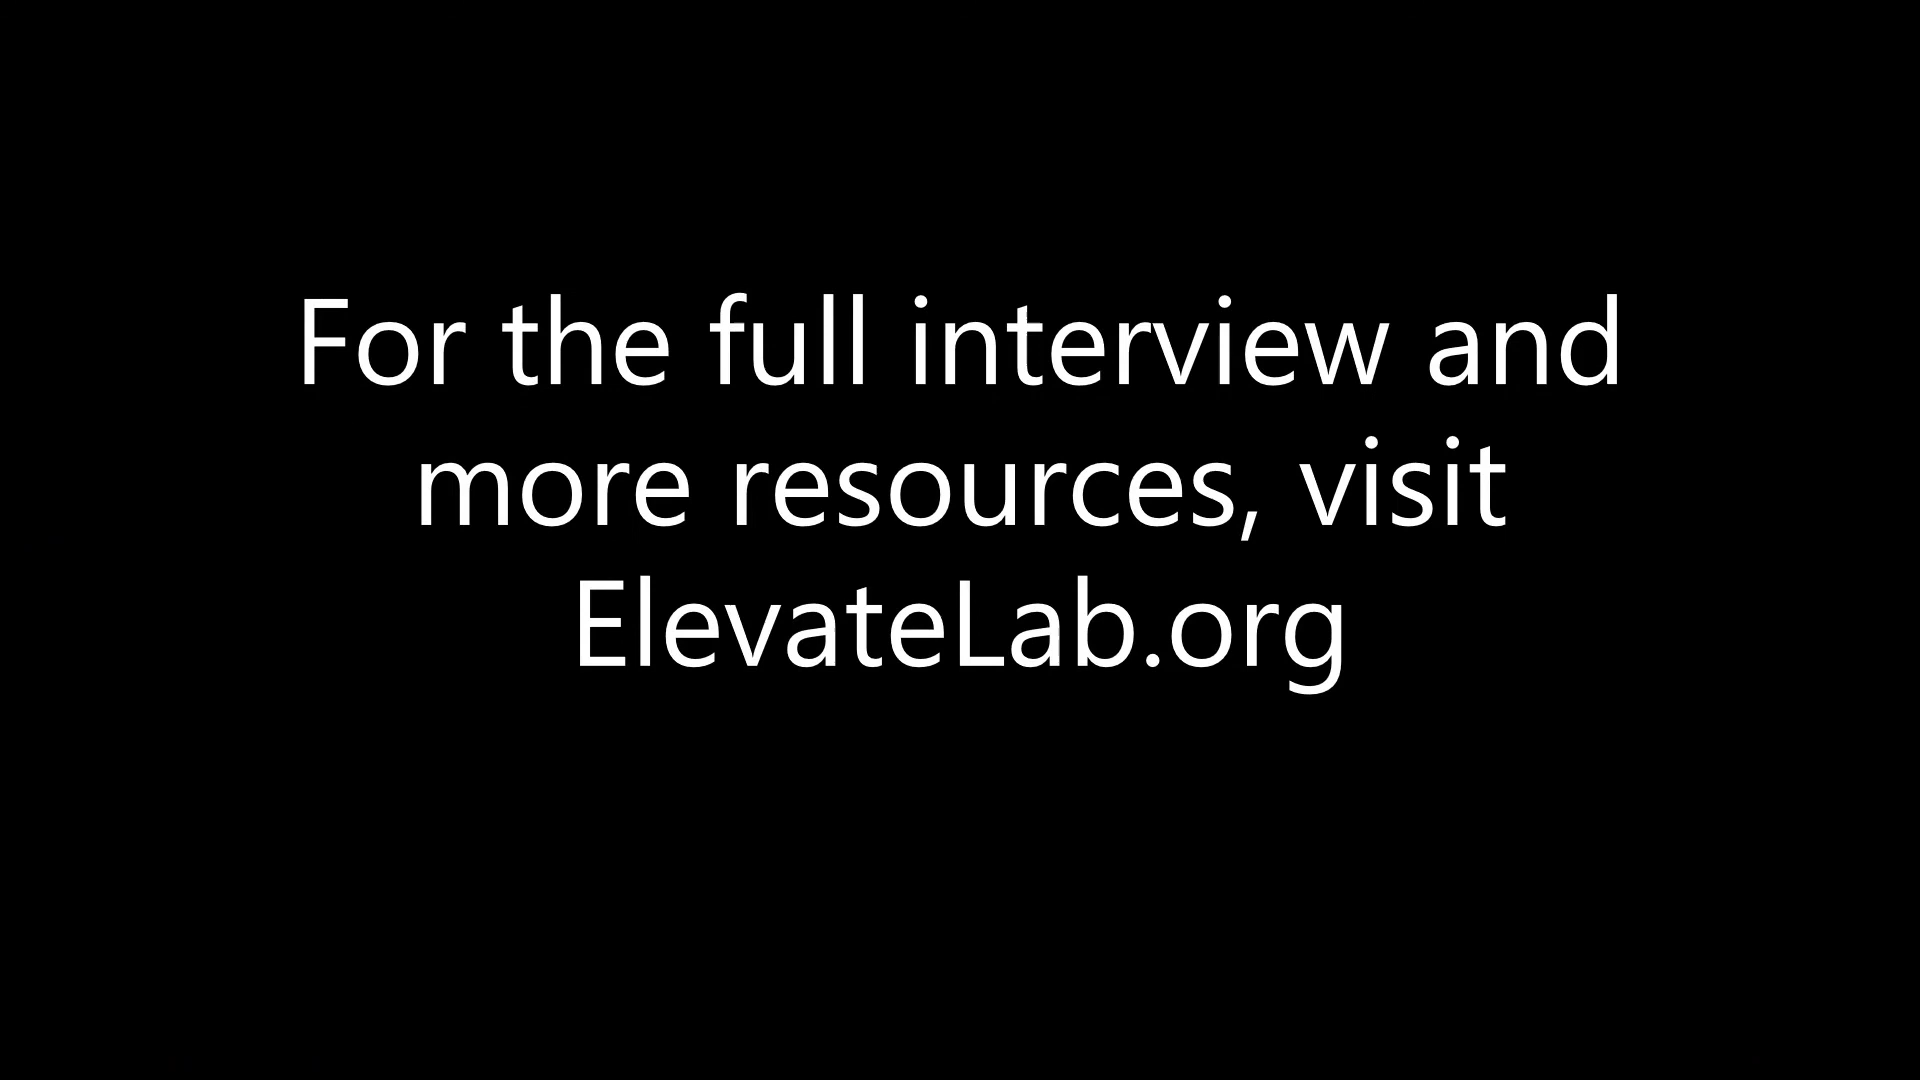 For the full interview and
more resources, visit
ElevateLab.org